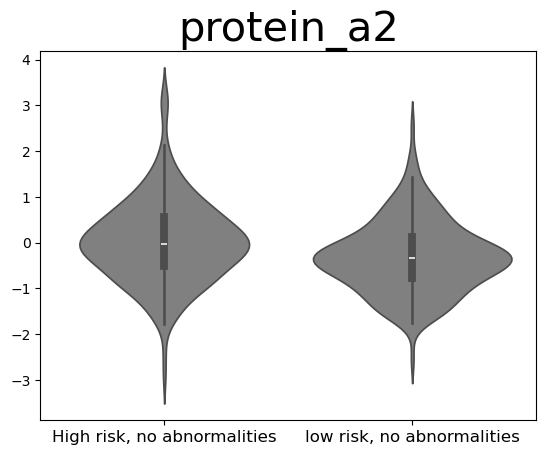 protein_a2
4
3
2
1
0
−1
−2
−3
High risk, no abnormalities
low risk, no abnormalities